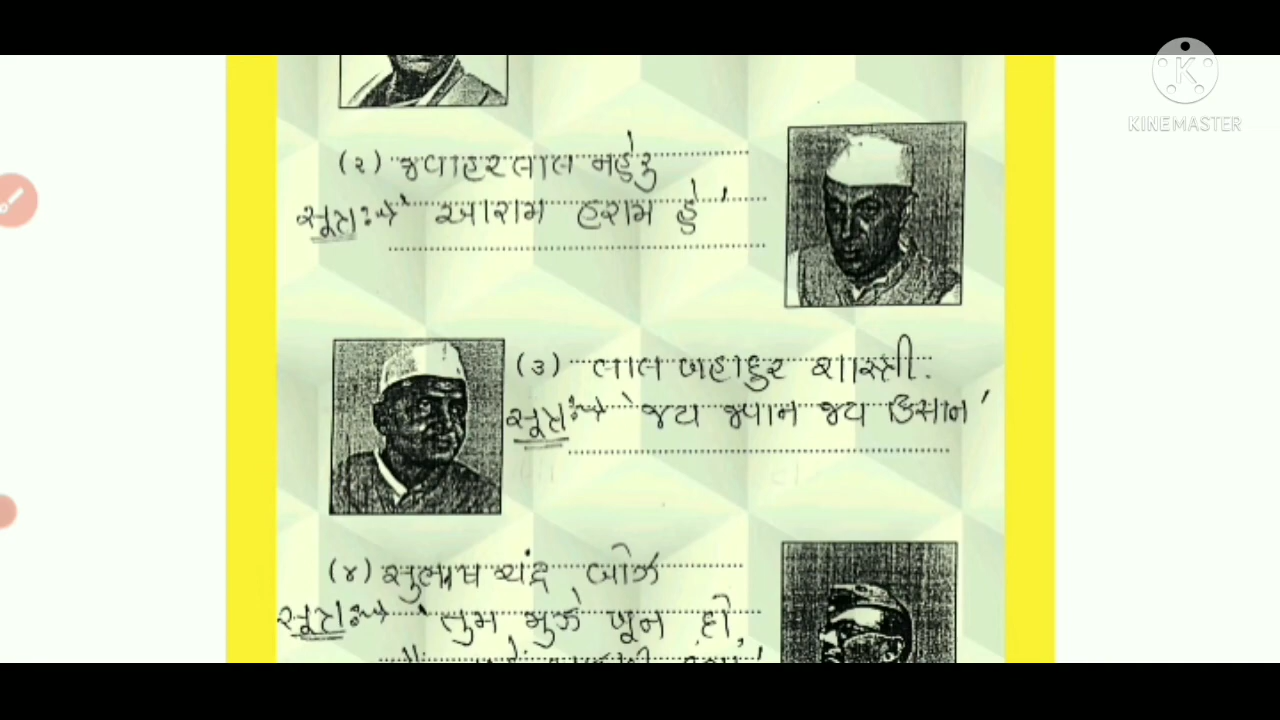 KINEMASTER
(૨) જવાહરલાલ નહેરુ
સૂત્ર:→ ' આરામ હરામ હે '
(૩) લાલ બહાદુર શાસ્ત્રી.
સૂત્ર:→ ' જય જવાન જય કિસાન '
(૪) સુભાષ ચંદ્ર બોઝ
સૂત્ર:→ ' તુમ મુઝે ખૂન દો,